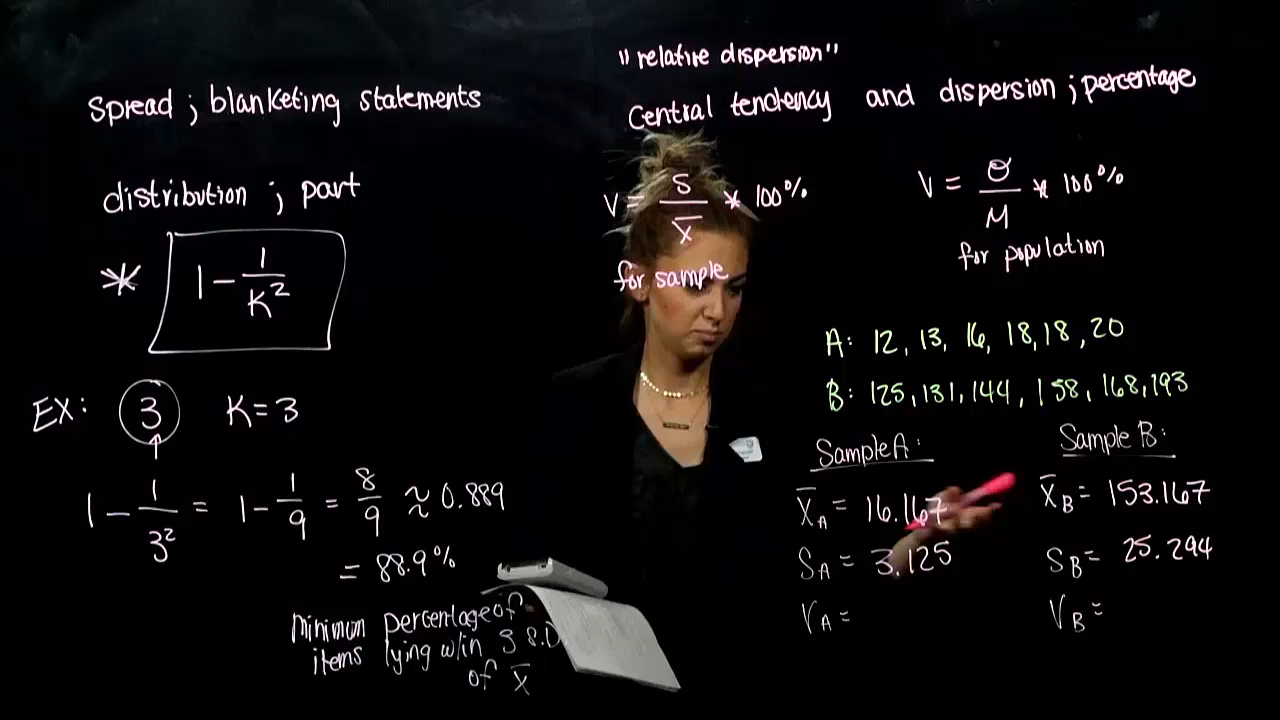 spread ; blanketing statements
distribution ; part
* 1 - 1/K²
EX: 3 K = 3
1 - 1/3² = 1 - 1/9 = 8/9 ≈ 0.889
= 88.9%
Minimum percentage of
items lying w/in 3 S.D
of x̄
"relative dispersion"
Central tendency and dispersion ; percentage
V = S/x̄ * 100%
for sample
V = σ/M * 100%
for population
A: 12, 13, 16, 18, 18, 20
B: 125, 131, 144, 158, 168, 193
Sample A:
x̄A = 16.167
SA = 3.125
VA =
Sample B:
x̄B = 153.167
SB = 25.294
VB =